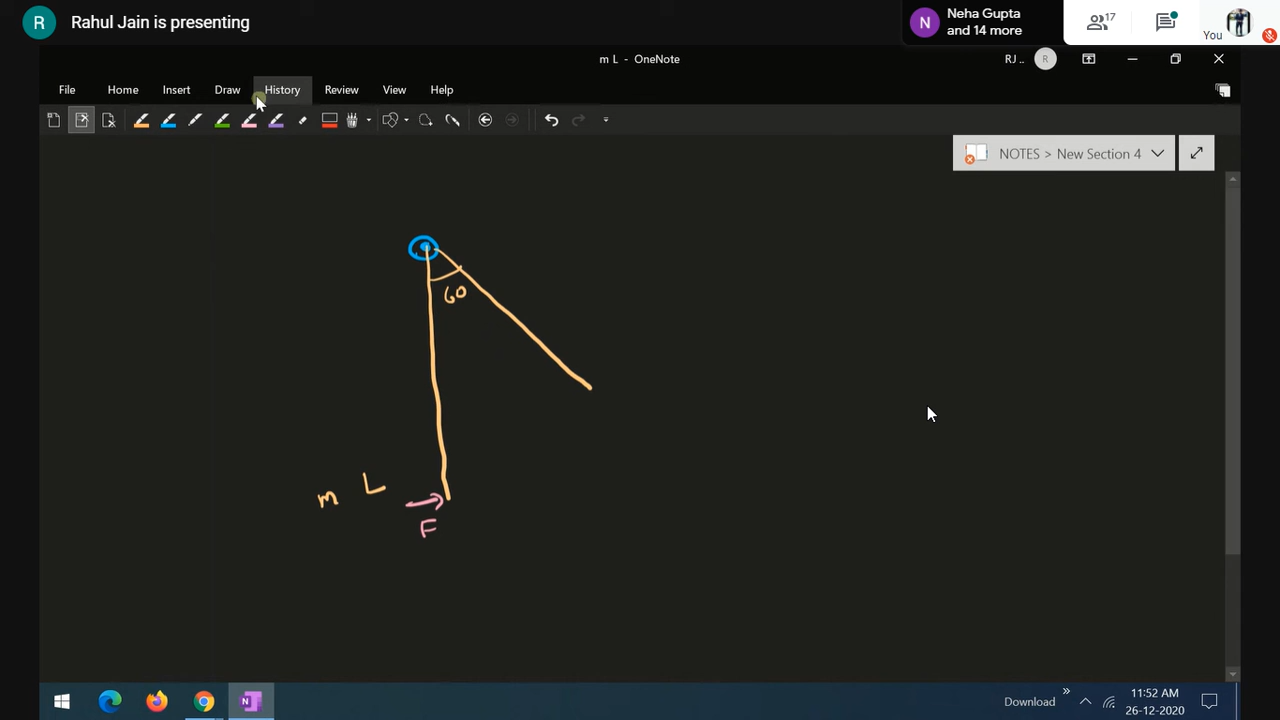 R Rahul Jain is presenting
N Neha Gupta
and 14 more
17
You
m L - OneNote
RJ ..
R
File Home Insert Draw History Review View Help
NOTES > New Section 4
60
m L
F
Download
11:52 AM
26-12-2020